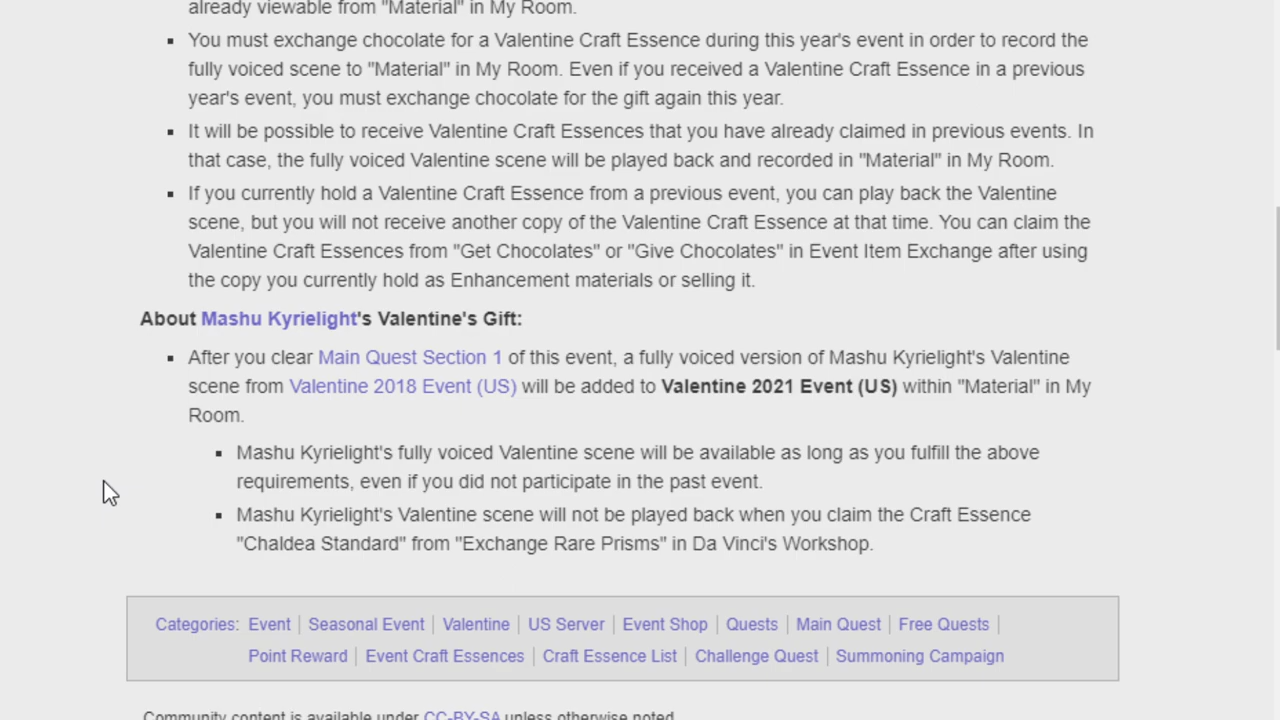 already viewable from "Material" in My Room.
▪ You must exchange chocolate for a Valentine Craft Essence during this year's event in order to record the
fully voiced scene to "Material" in My Room. Even if you received a Valentine Craft Essence in a previous
year's event, you must exchange chocolate for the gift again this year.
▪ It will be possible to receive Valentine Craft Essences that you have already claimed in previous events. In
that case, the fully voiced Valentine scene will be played back and recorded in "Material" in My Room.
▪ If you currently hold a Valentine Craft Essence from a previous event, you can play back the Valentine
scene, but you will not receive another copy of the Valentine Craft Essence at that time. You can claim the
Valentine Craft Essences from "Get Chocolates" or "Give Chocolates" in Event Item Exchange after using
the copy you currently hold as Enhancement materials or selling it.
About Mashu Kyrielight's Valentine's Gift:
▪ After you clear Main Quest Section 1 of this event, a fully voiced version of Mashu Kyrielight's Valentine
scene from Valentine 2018 Event (US) will be added to Valentine 2021 Event (US) within "Material" in My
Room.
▪ Mashu Kyrielight's fully voiced Valentine scene will be available as long as you fulfill the above
requirements, even if you did not participate in the past event.
▪ Mashu Kyrielight's Valentine scene will not be played back when you claim the Craft Essence
"Chaldea Standard" from "Exchange Rare Prisms" in Da Vinci's Workshop.
Categories: Event | Seasonal Event | Valentine | US Server | Event Shop | Quests | Main Quest | Free Quests |
Point Reward | Event Craft Essences | Craft Essence List | Challenge Quest | Summoning Campaign
Community content is available under CC-BY-SA unless otherwise noted.